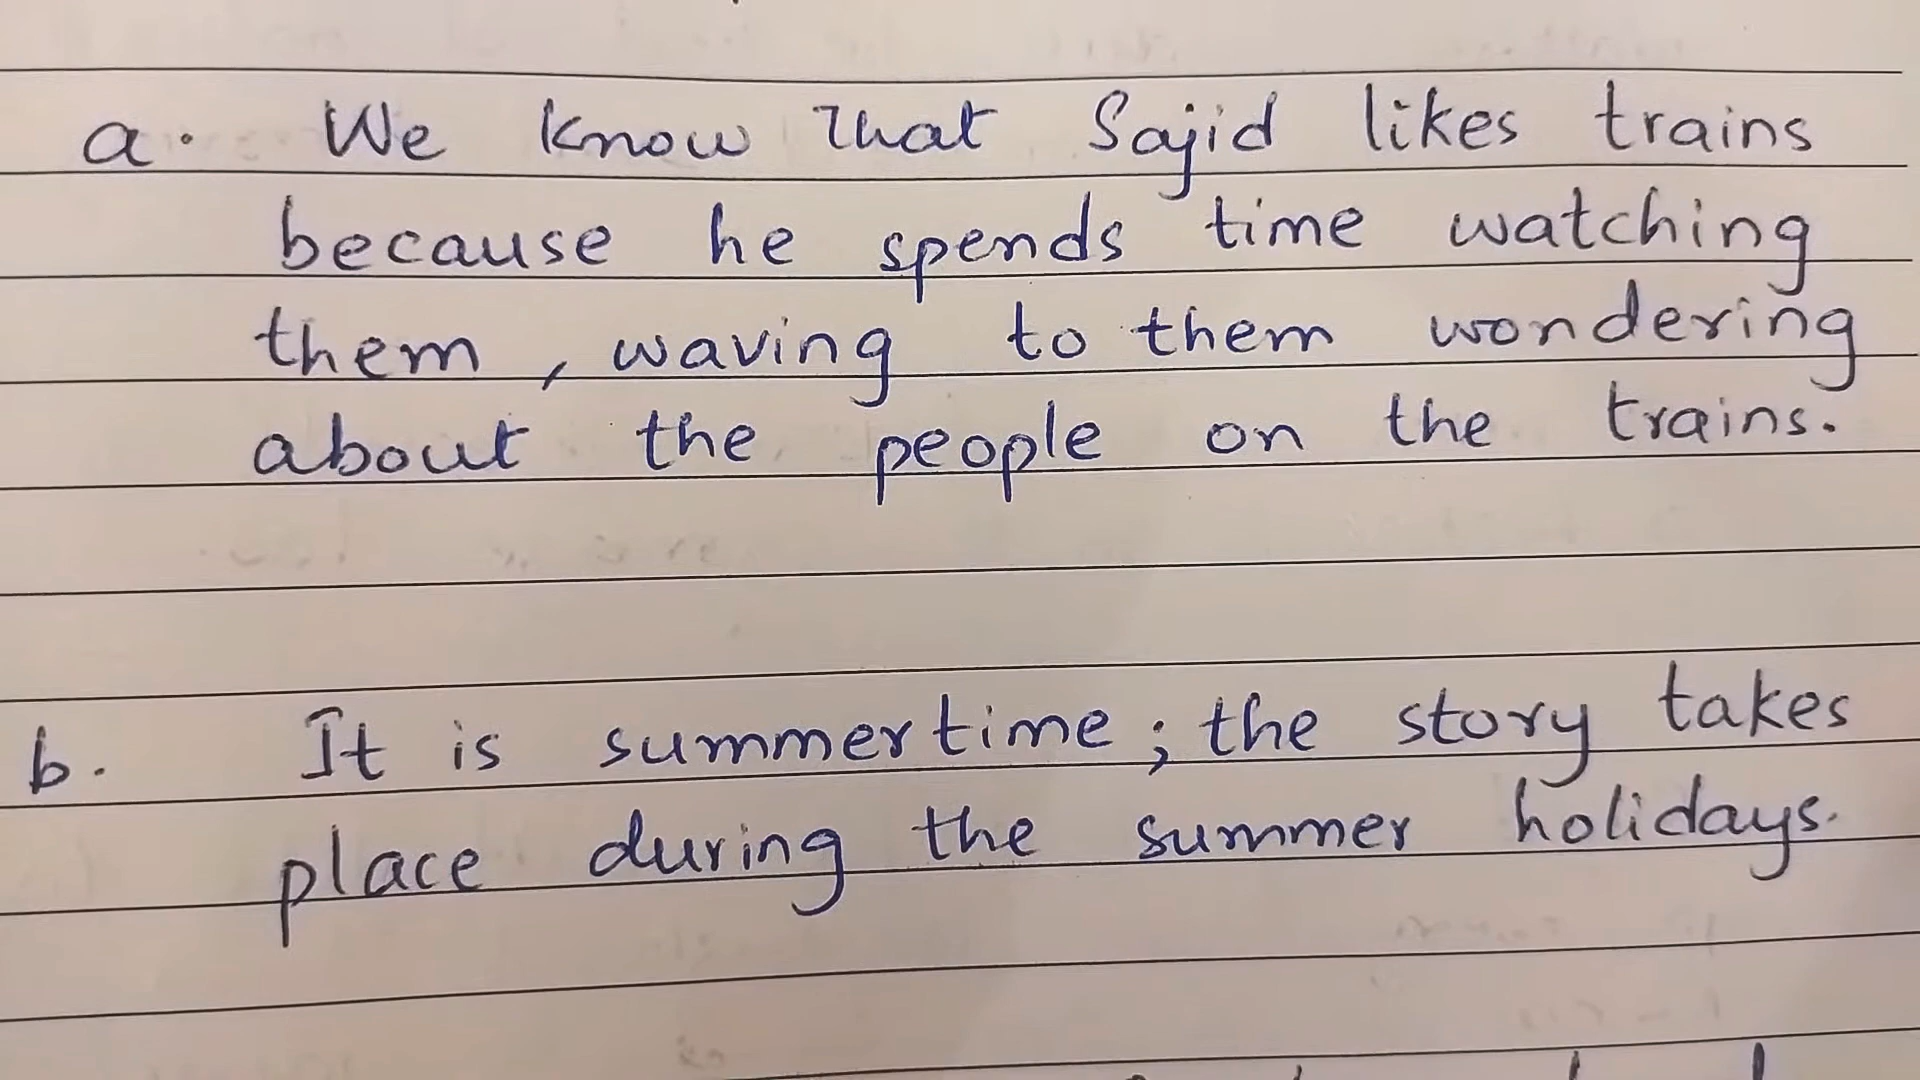 a. We know that Sajid likes trains
because he spends time watching
them, waving to them wondering
about the people on the trains.
b. It is summertime; the story takes
place during the summer holidays.